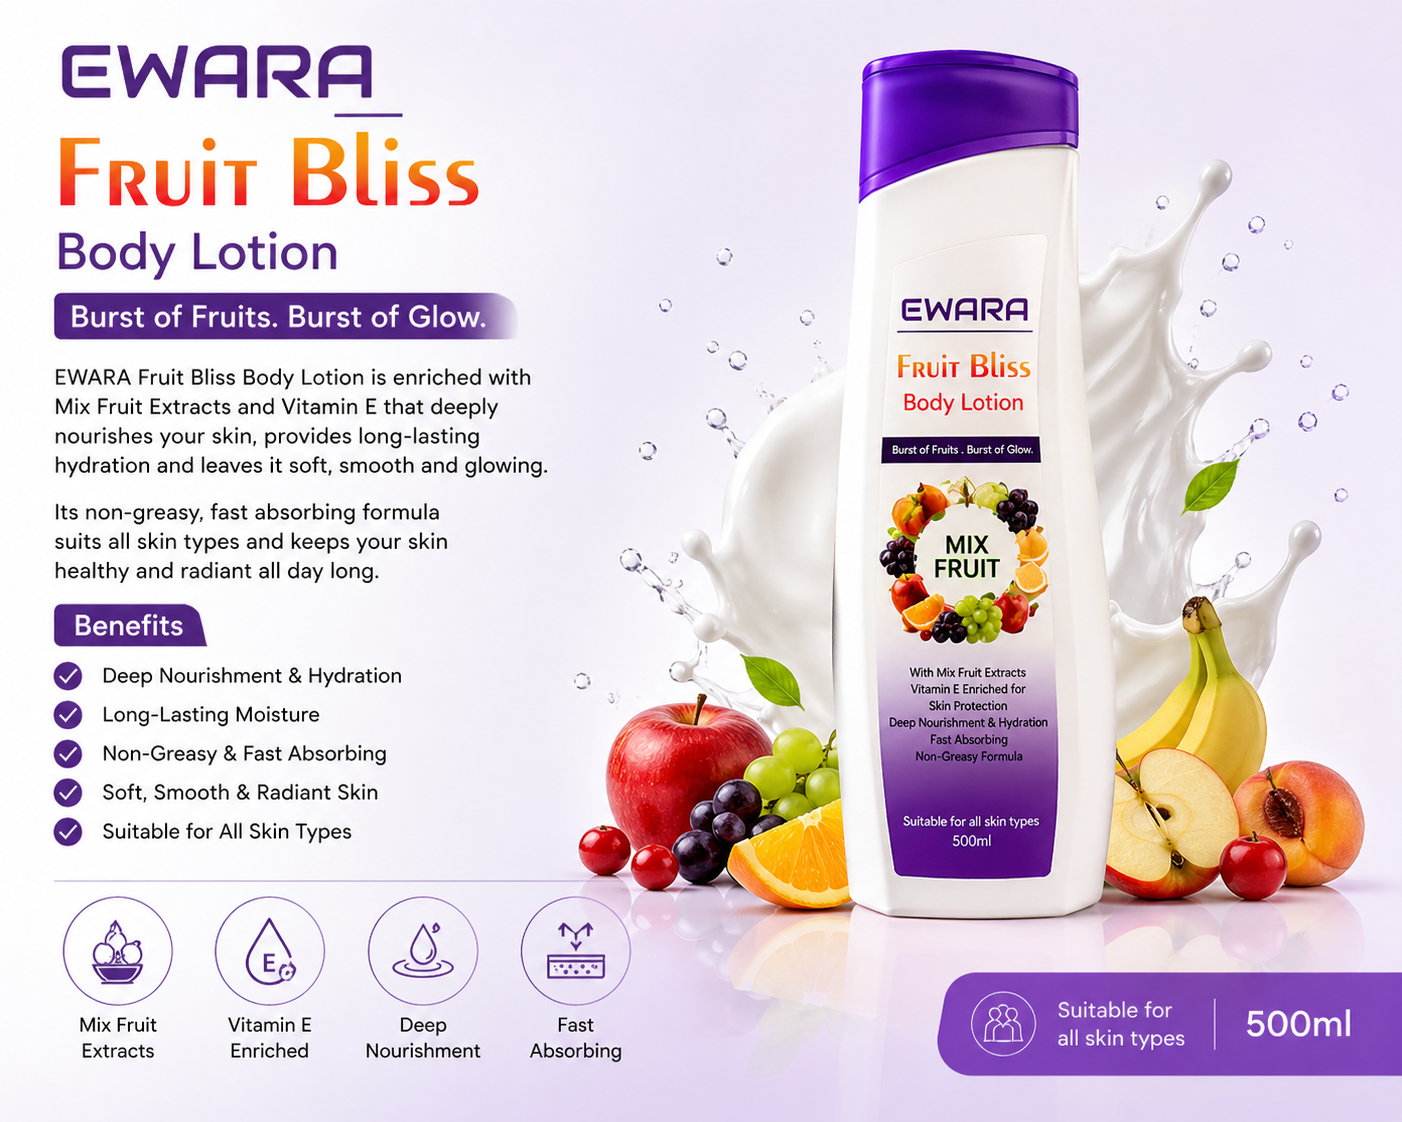 EWARA
Fruit Bliss
Body Lotion
Burst of Fruits. Burst of Glow.
EWARA Fruit Bliss Body Lotion is enriched with
Mix Fruit Extracts and Vitamin E that deeply
nourishes your skin, provides long-lasting
hydration and leaves it soft, smooth and glowing.
Its non-greasy, fast absorbing formula
suits all skin types and keeps your skin
healthy and radiant all day long.
Benefits
Deep Nourishment & Hydration
Long-Lasting Moisture
Non-Greasy & Fast Absorbing
Soft, Smooth & Radiant Skin
Suitable for All Skin Types
E
Mix Fruit
Extracts
Vitamin E
Enriched
Deep
Nourishment
Fast
Absorbing
EWARA
Fruit Bliss
Body Lotion
Burst of Fruits . Burst of Glow.
MIX
FRUIT
With Mix Fruit Extracts
Vitamin E Enriched for
Skin Protection
Deep Nourishment & Hydration
Fast Absorbing
Non-Greasy Formula
Suitable for all skin types
500ml
Suitable for
all skin types
500ml